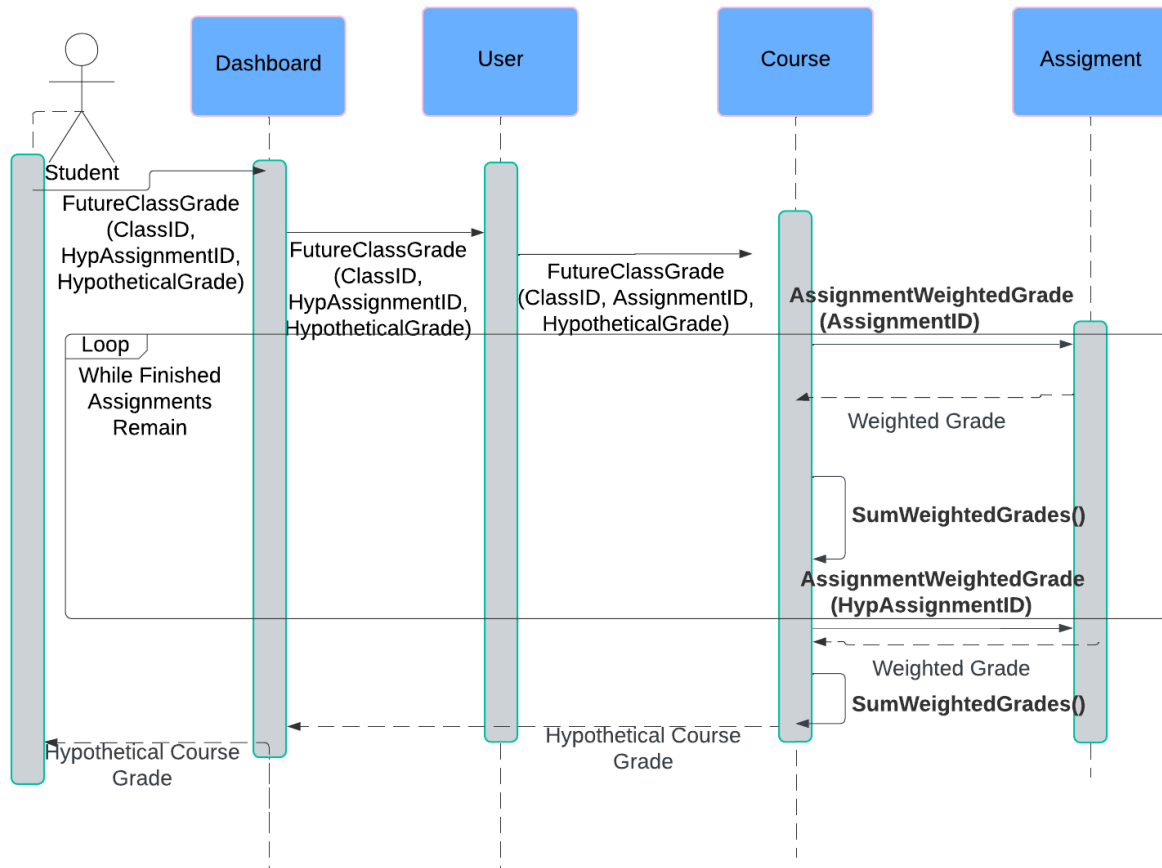 Dashboard
User
Course
Assigment
Student
FutureClassGrade
(ClassID,
HypAssignmentID,
HypotheticalGrade)
FutureClassGrade
(ClassID,
HypAssignmentID,
HypotheticalGrade)
FutureClassGrade
(ClassID, AssignmentID,
HypotheticalGrade)
AssignmentWeightedGrade
(AssignmentID)
Loop
While Finished
Assignments
Remain
Weighted Grade
SumWeightedGrades()
AssignmentWeightedGrade
(HypAssignmentID)
Weighted Grade
SumWeightedGrades()
Hypothetical Course
Grade
Hypothetical Course
Grade